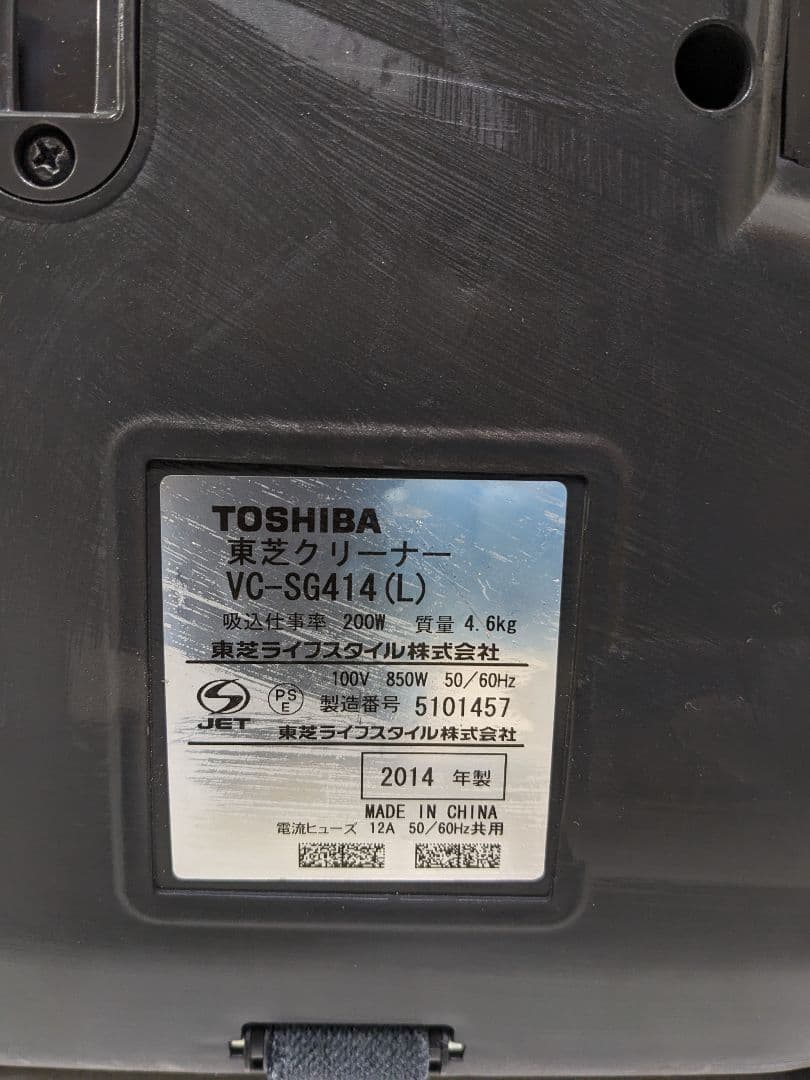 TOSHIBA
東芝クリーナー
VC-SG414(L)
吸込仕事率 200W 質量 4.6kg
東芝ライフスタイル株式会社
100V 850W 50/60Hz
JET PSE 製造番号 5101457
東芝ライフスタイル株式会社
2014 年製
MADE IN CHINA
電流ヒューズ 12A 50/60Hz共用